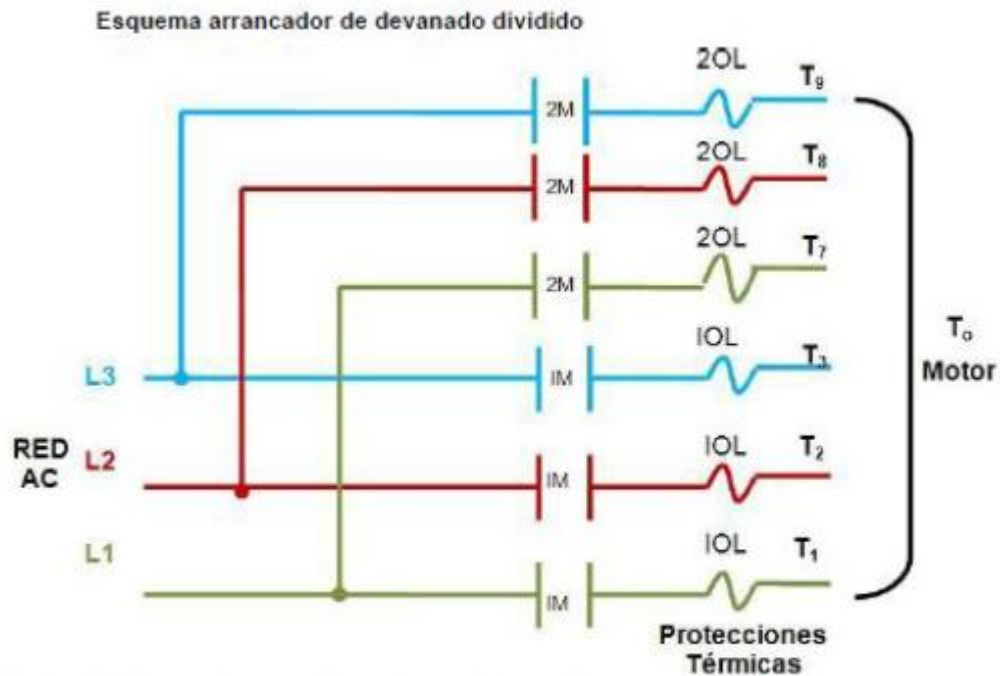 Esquema arrancador de devanado dividido
2M 2OL T9
2M 2OL T8
2M 2OL T7
L3 IM IOL T3
RED AC
L2 IM IOL T2
L1 IM IOL T1
To
Motor
Protecciones
Térmicas